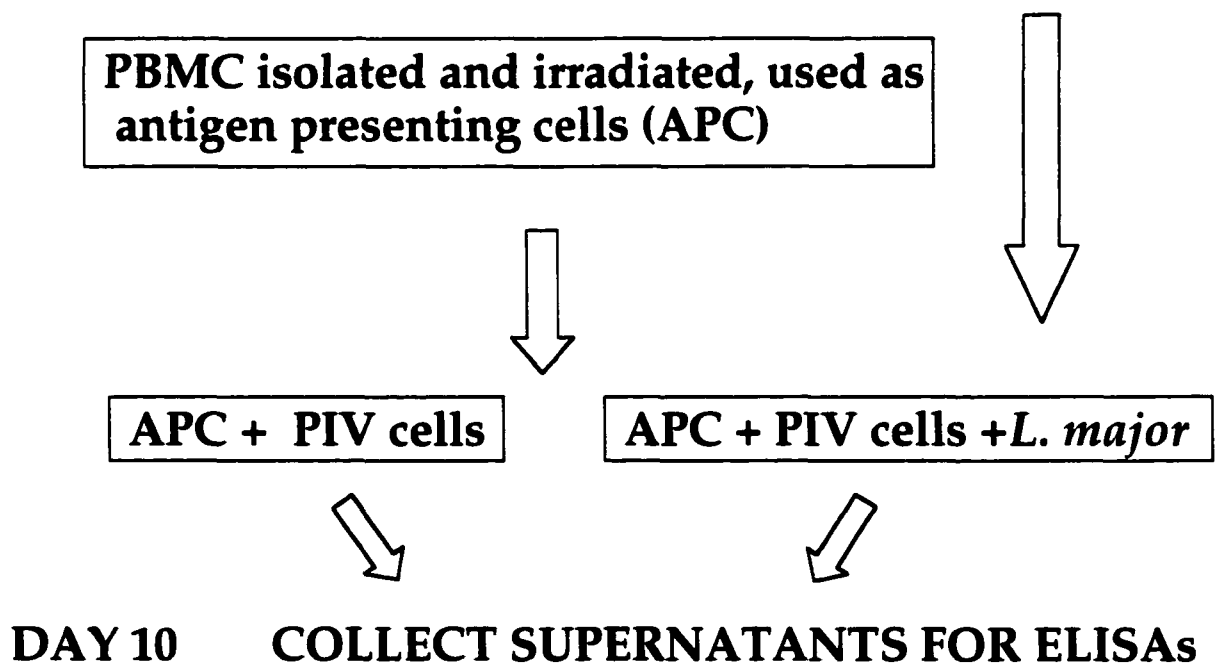 PBMC isolated and irradiated, used as
antigen presenting cells (APC)
APC + PIV cells
APC + PIV cells +L. major
DAY 10 COLLECT SUPERNATANTS FOR ELISAs